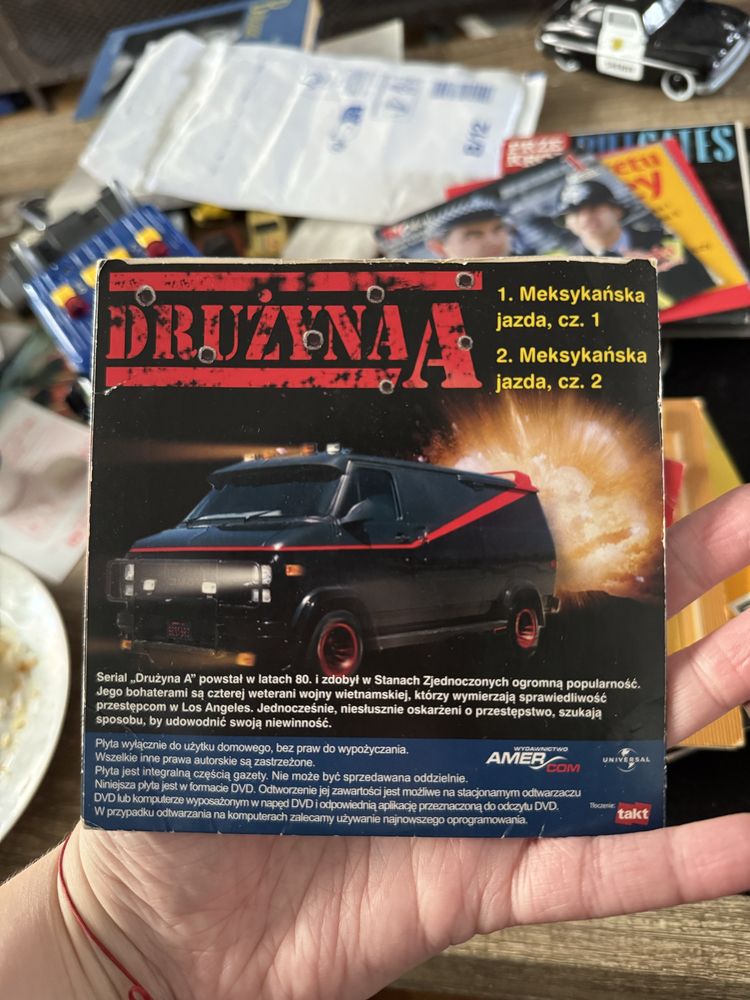 DRUŻYNA A
1. Meksykańska
jazda, cz. 1
2. Meksykańska
jazda, cz. 2
Serial „Drużyna A” powstał w latach 80. i zdobył w Stanach Zjednoczonych ogromną popularność.
Jego bohaterami są czterej weterani wojny wietnamskiej, którzy wymierzają sprawiedliwość
przestępcom w Los Angeles. Jednocześnie, niesłusznie oskarżeni o przestępstwo, szukają
sposobu, by udowodnić swoją niewinność.
Płyta wyłącznie do użytku domowego, bez praw do wypożyczania.
Wszelkie inne prawa autorskie są zastrzeżone.
Płyta jest integralną częścią gazety. Nie może być sprzedawana oddzielnie.
Niniejsza płyta jest w formacie DVD. Odtworzenie jej zawartości jest możliwe na stacjonarnym odtwarzaczu
DVD lub komputerze wyposażonym w napęd DVD i odpowiednią aplikację przeznaczoną do odczytu DVD.
W przypadku odtwarzania na komputerach zalecamy używanie najnowszego oprogramowania.
WYDAWNICTWO
AMERCOM
UNIVERSAL
Tłoczenie:
takt